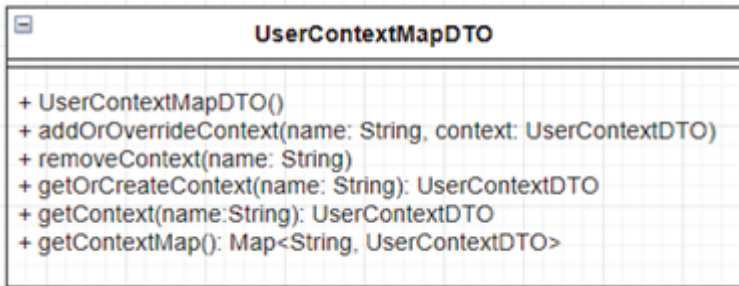 UserContextMapDTO
+ UserContextMapDTO()
+ addOrOverrideContext(name: String, context: UserContextDTO)
+ removeContext(name: String)
+ getOrCreateContext(name: String): UserContextDTO
+ getContext(name:String): UserContextDTO
+ getContextMap(): Map<String, UserContextDTO>